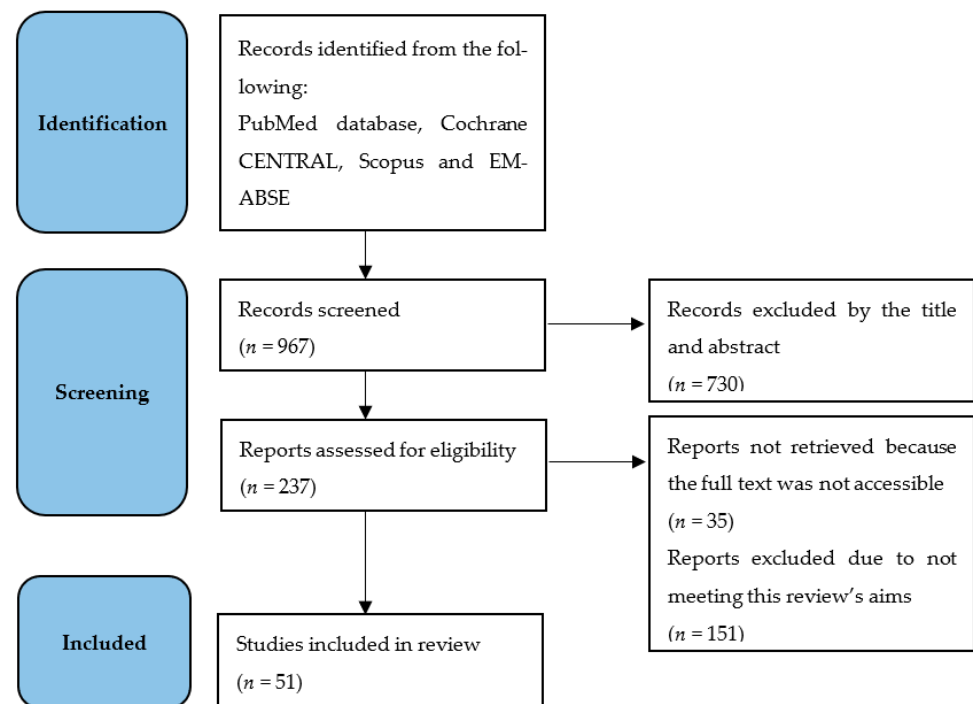 Identification
Records identified from the fol-
lowing:
PubMed database, Cochrane
CENTRAL, Scopus and EM-
ABSE
Screening
Records screened
(n = 967)
Records excluded by the title
and abstract
(n = 730)
Reports assessed for eligibility
(n = 237)
Reports not retrieved because
the full text was not accessible
(n = 35)
Reports excluded due to not
meeting this review's aims
(n = 151)
Included
Studies included in review
(n = 51)